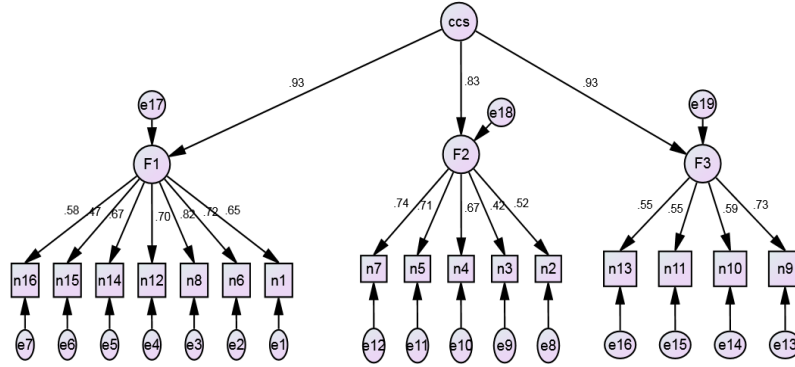 ccs
.93 .83 .93
e17 e18 e19
F1 F2 F3
.58 .47 .67 .70 .82 .72 .65 .74 .71 .67 .42 .52 .55 .55 .59 .73
n16 n15 n14 n12 n8 n6 n1 n7 n5 n4 n3 n2 n13 n11 n10 n9
e7 e6 e5 e4 e3 e2 e1 e12 e11 e10 e9 e8 e16 e15 e14 e13